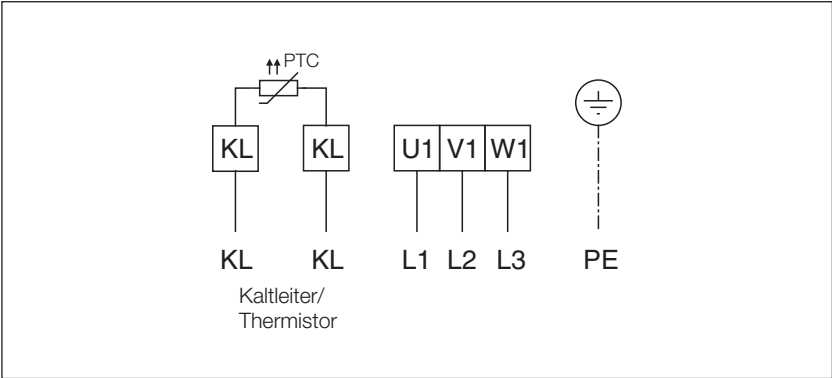 PTC
KL KL U1 V1 W1
KL KL L1 L2 L3 PE
Kaltleiter/
Thermistor